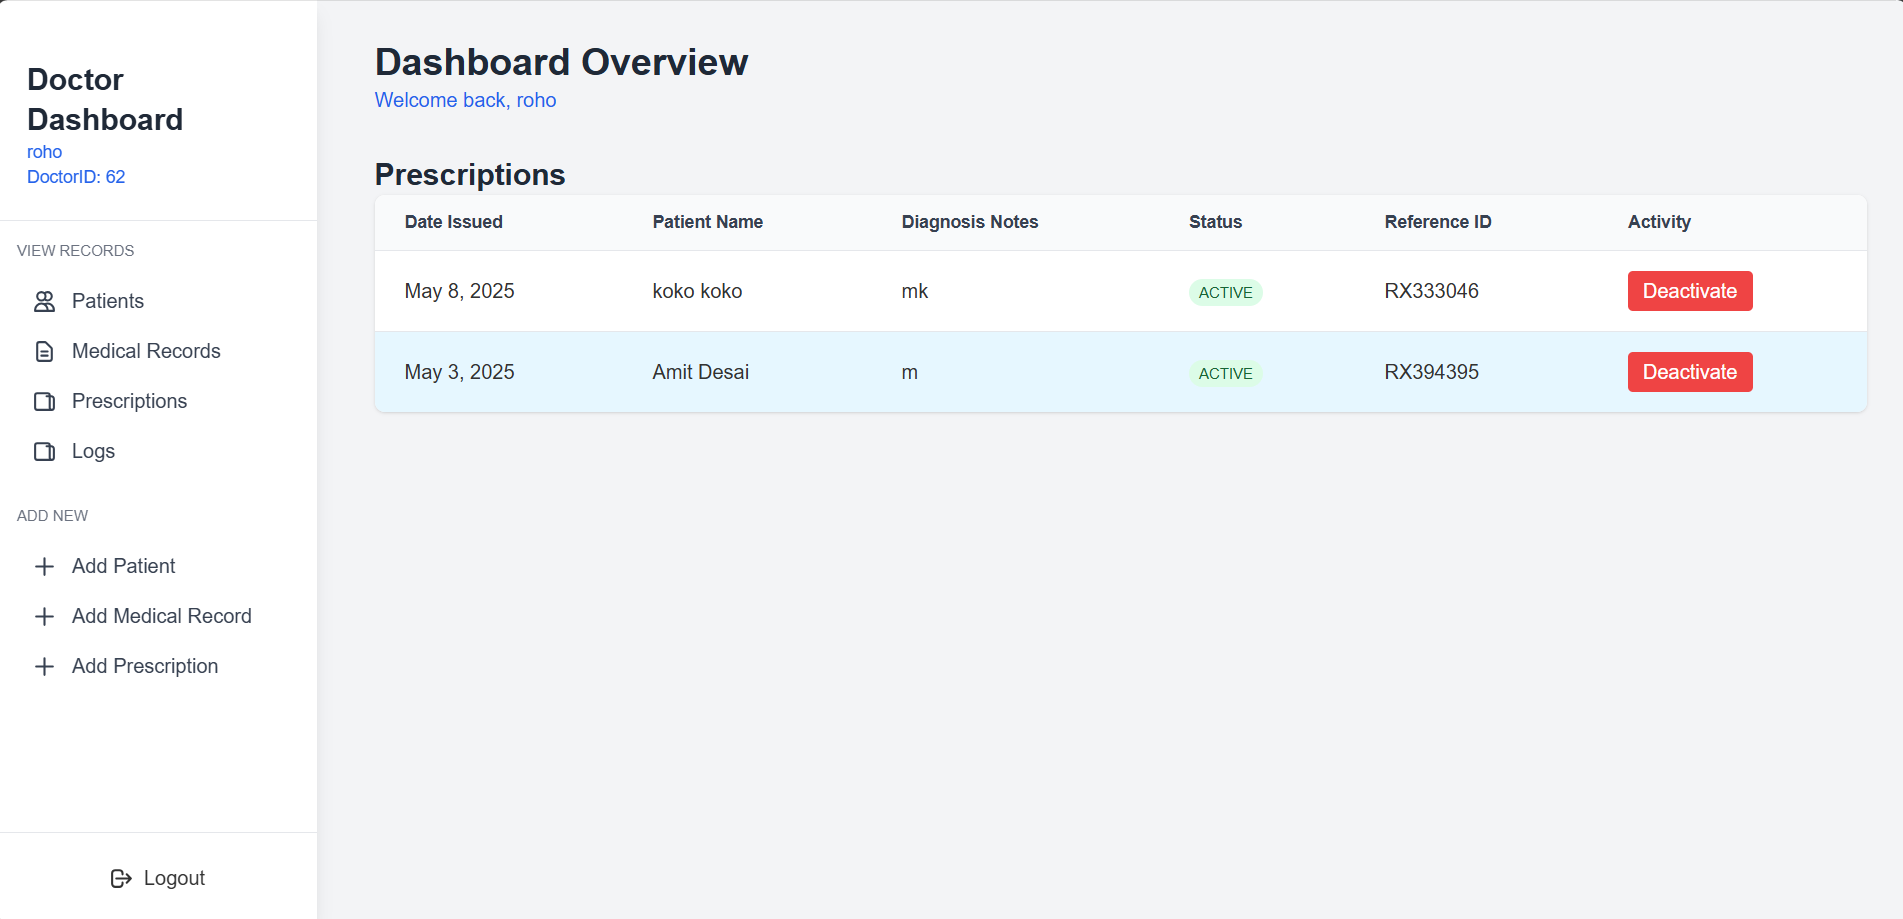 Doctor
Dashboard
roho
DoctorID: 62
VIEW RECORDS
Patients
Medical Records
Prescriptions
Logs
ADD NEW
Add Patient
Add Medical Record
Add Prescription
Logout
Dashboard Overview
Welcome back, roho
Prescriptions
Date Issued Patient Name Diagnosis Notes Status Reference ID Activity
May 8, 2025 koko koko mk ACTIVE RX333046 Deactivate
May 3, 2025 Amit Desai m ACTIVE RX394395 Deactivate